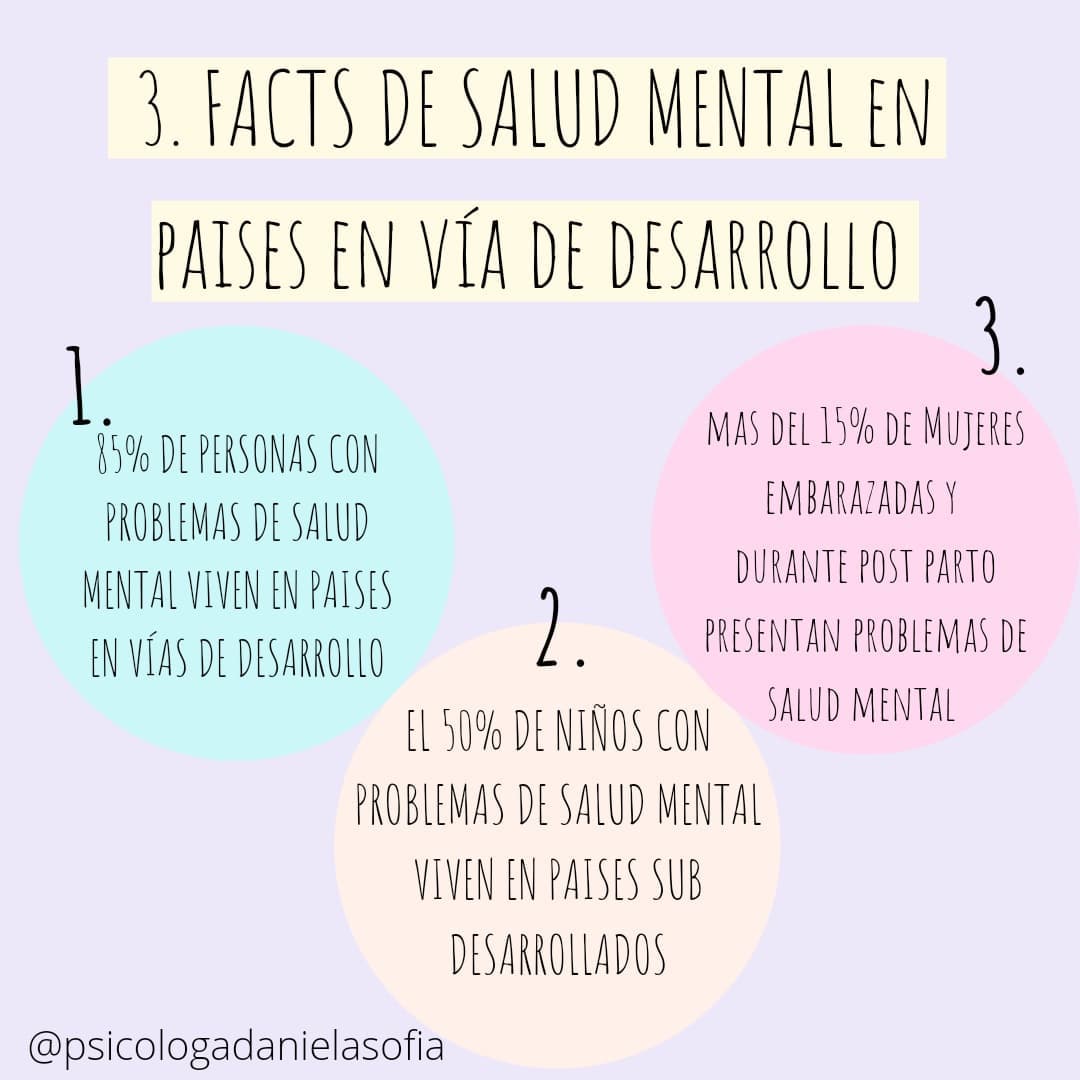 3. FACTS DE SALUD MENTAL EN
PAISES EN VÍA DE DESARROLLO
1.
85% DE PERSONAS CON
PROBLEMAS DE SALUD
MENTAL VIVEN EN PAISES
EN VÍAS DE DESARROLLO
2.
EL 50% DE NIÑOS CON
PROBLEMAS DE SALUD MENTAL
VIVEN EN PAISES SUB
DESARROLLADOS
3.
MAS DEL 15% DE MUJERES
EMBARAZADAS Y
DURANTE POST PARTO
PRESENTAN PROBLEMAS DE
SALUD MENTAL
@psicologadanielasofia